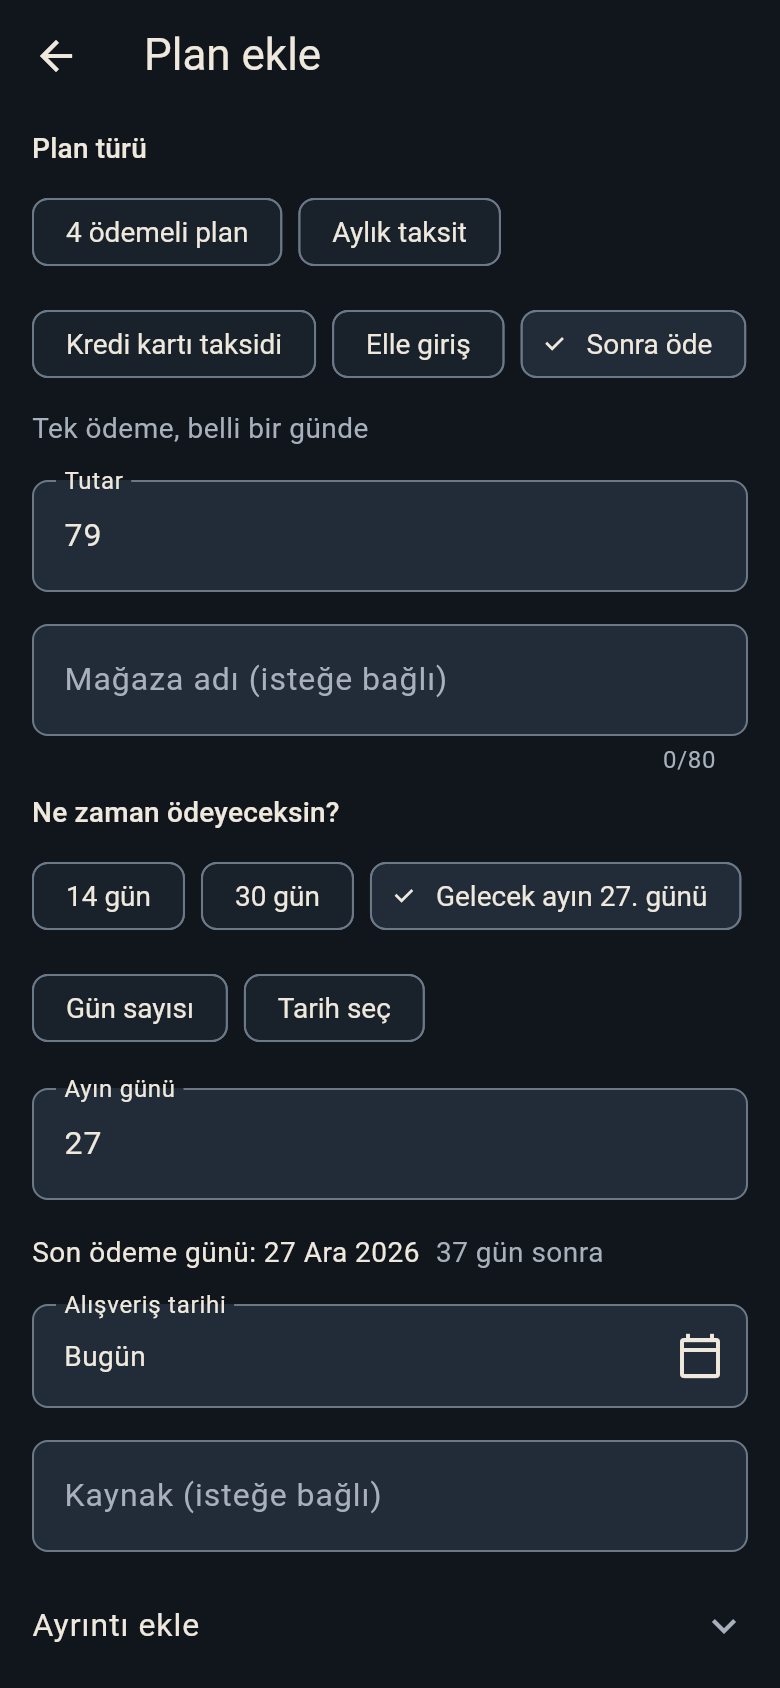 Plan ekle
Plan türü
4 ödemeli plan
Aylık taksit
Kredi kartı taksidi
Elle giriş
Sonra öde
Tek ödeme, belli bir günde
Tutar
79
Mağaza adı (isteğe bağlı)
0/80
Ne zaman ödeyeceksin?
14 gün
30 gün
Gelecek ayın 27. günü
Gün sayısı
Tarih seç
Ayın günü
27
Son ödeme günü: 27 Ara 2026 37 gün sonra
Alışveriş tarihi
Bugün
Kaynak (isteğe bağlı)
Ayrıntı ekle